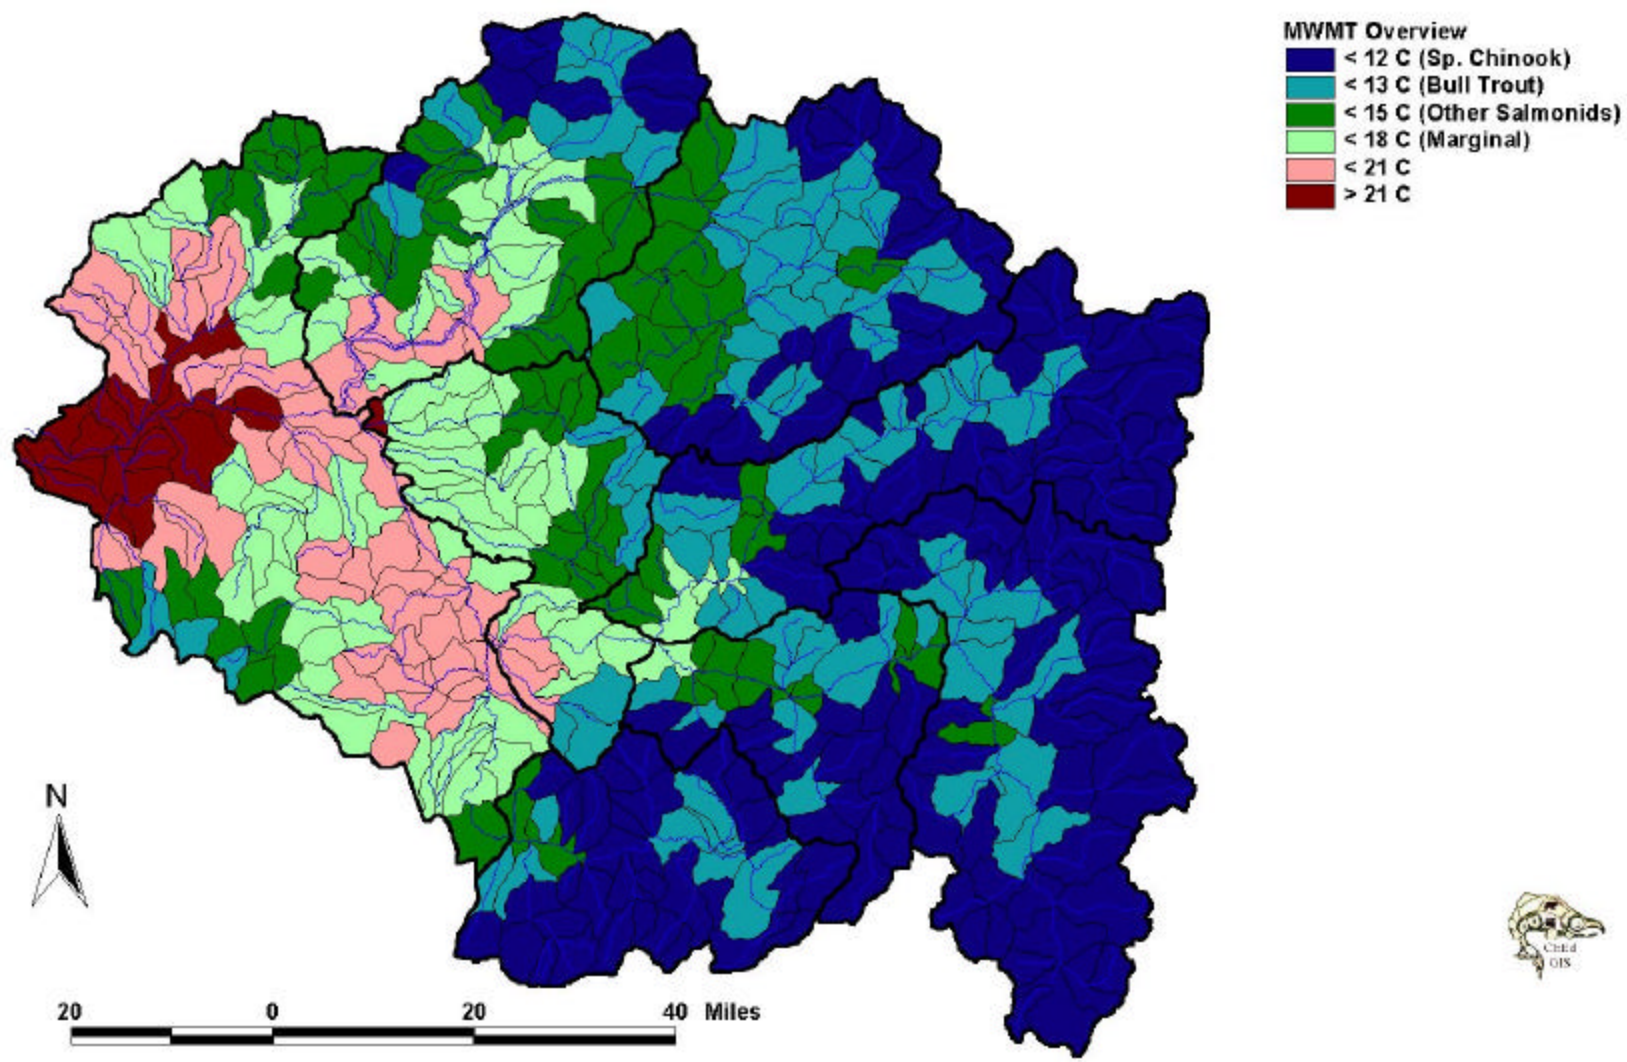 MWMT Overview
< 12 C (Sp. Chinook)
< 13 C (Bull Trout)
< 15 C (Other Salmonids)
< 18 C (Marginal)
< 21 C
> 21 C
N
20 0 20 40 Miles
GIS